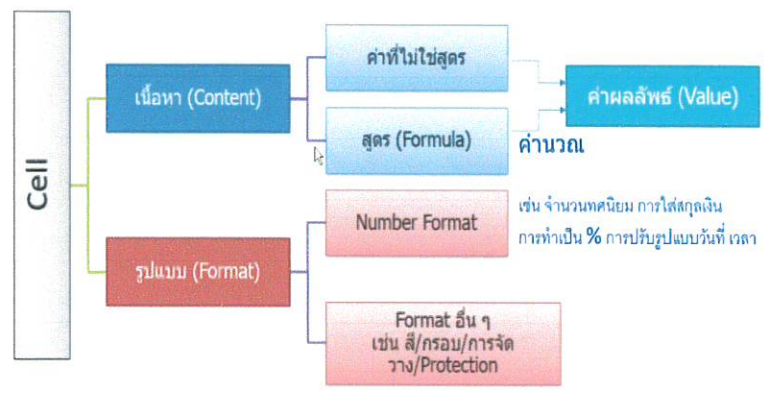 Cell
เนื้อหา (Content)
ค่าที่ไม่ใช่สูตร
สูตร (Formula)
คำนวณ
ค่าผลลัพธ์ (Value)
รูปแบบ (Format)
Number Format
เช่น จำนวนทศนิยม การใส่สกุลเงิน
การทำเป็น % การปรับรูปแบบวันที่ เวลา
Format อื่น ๆ
เช่น สี/กรอบ/การจัด
วาง/Protection